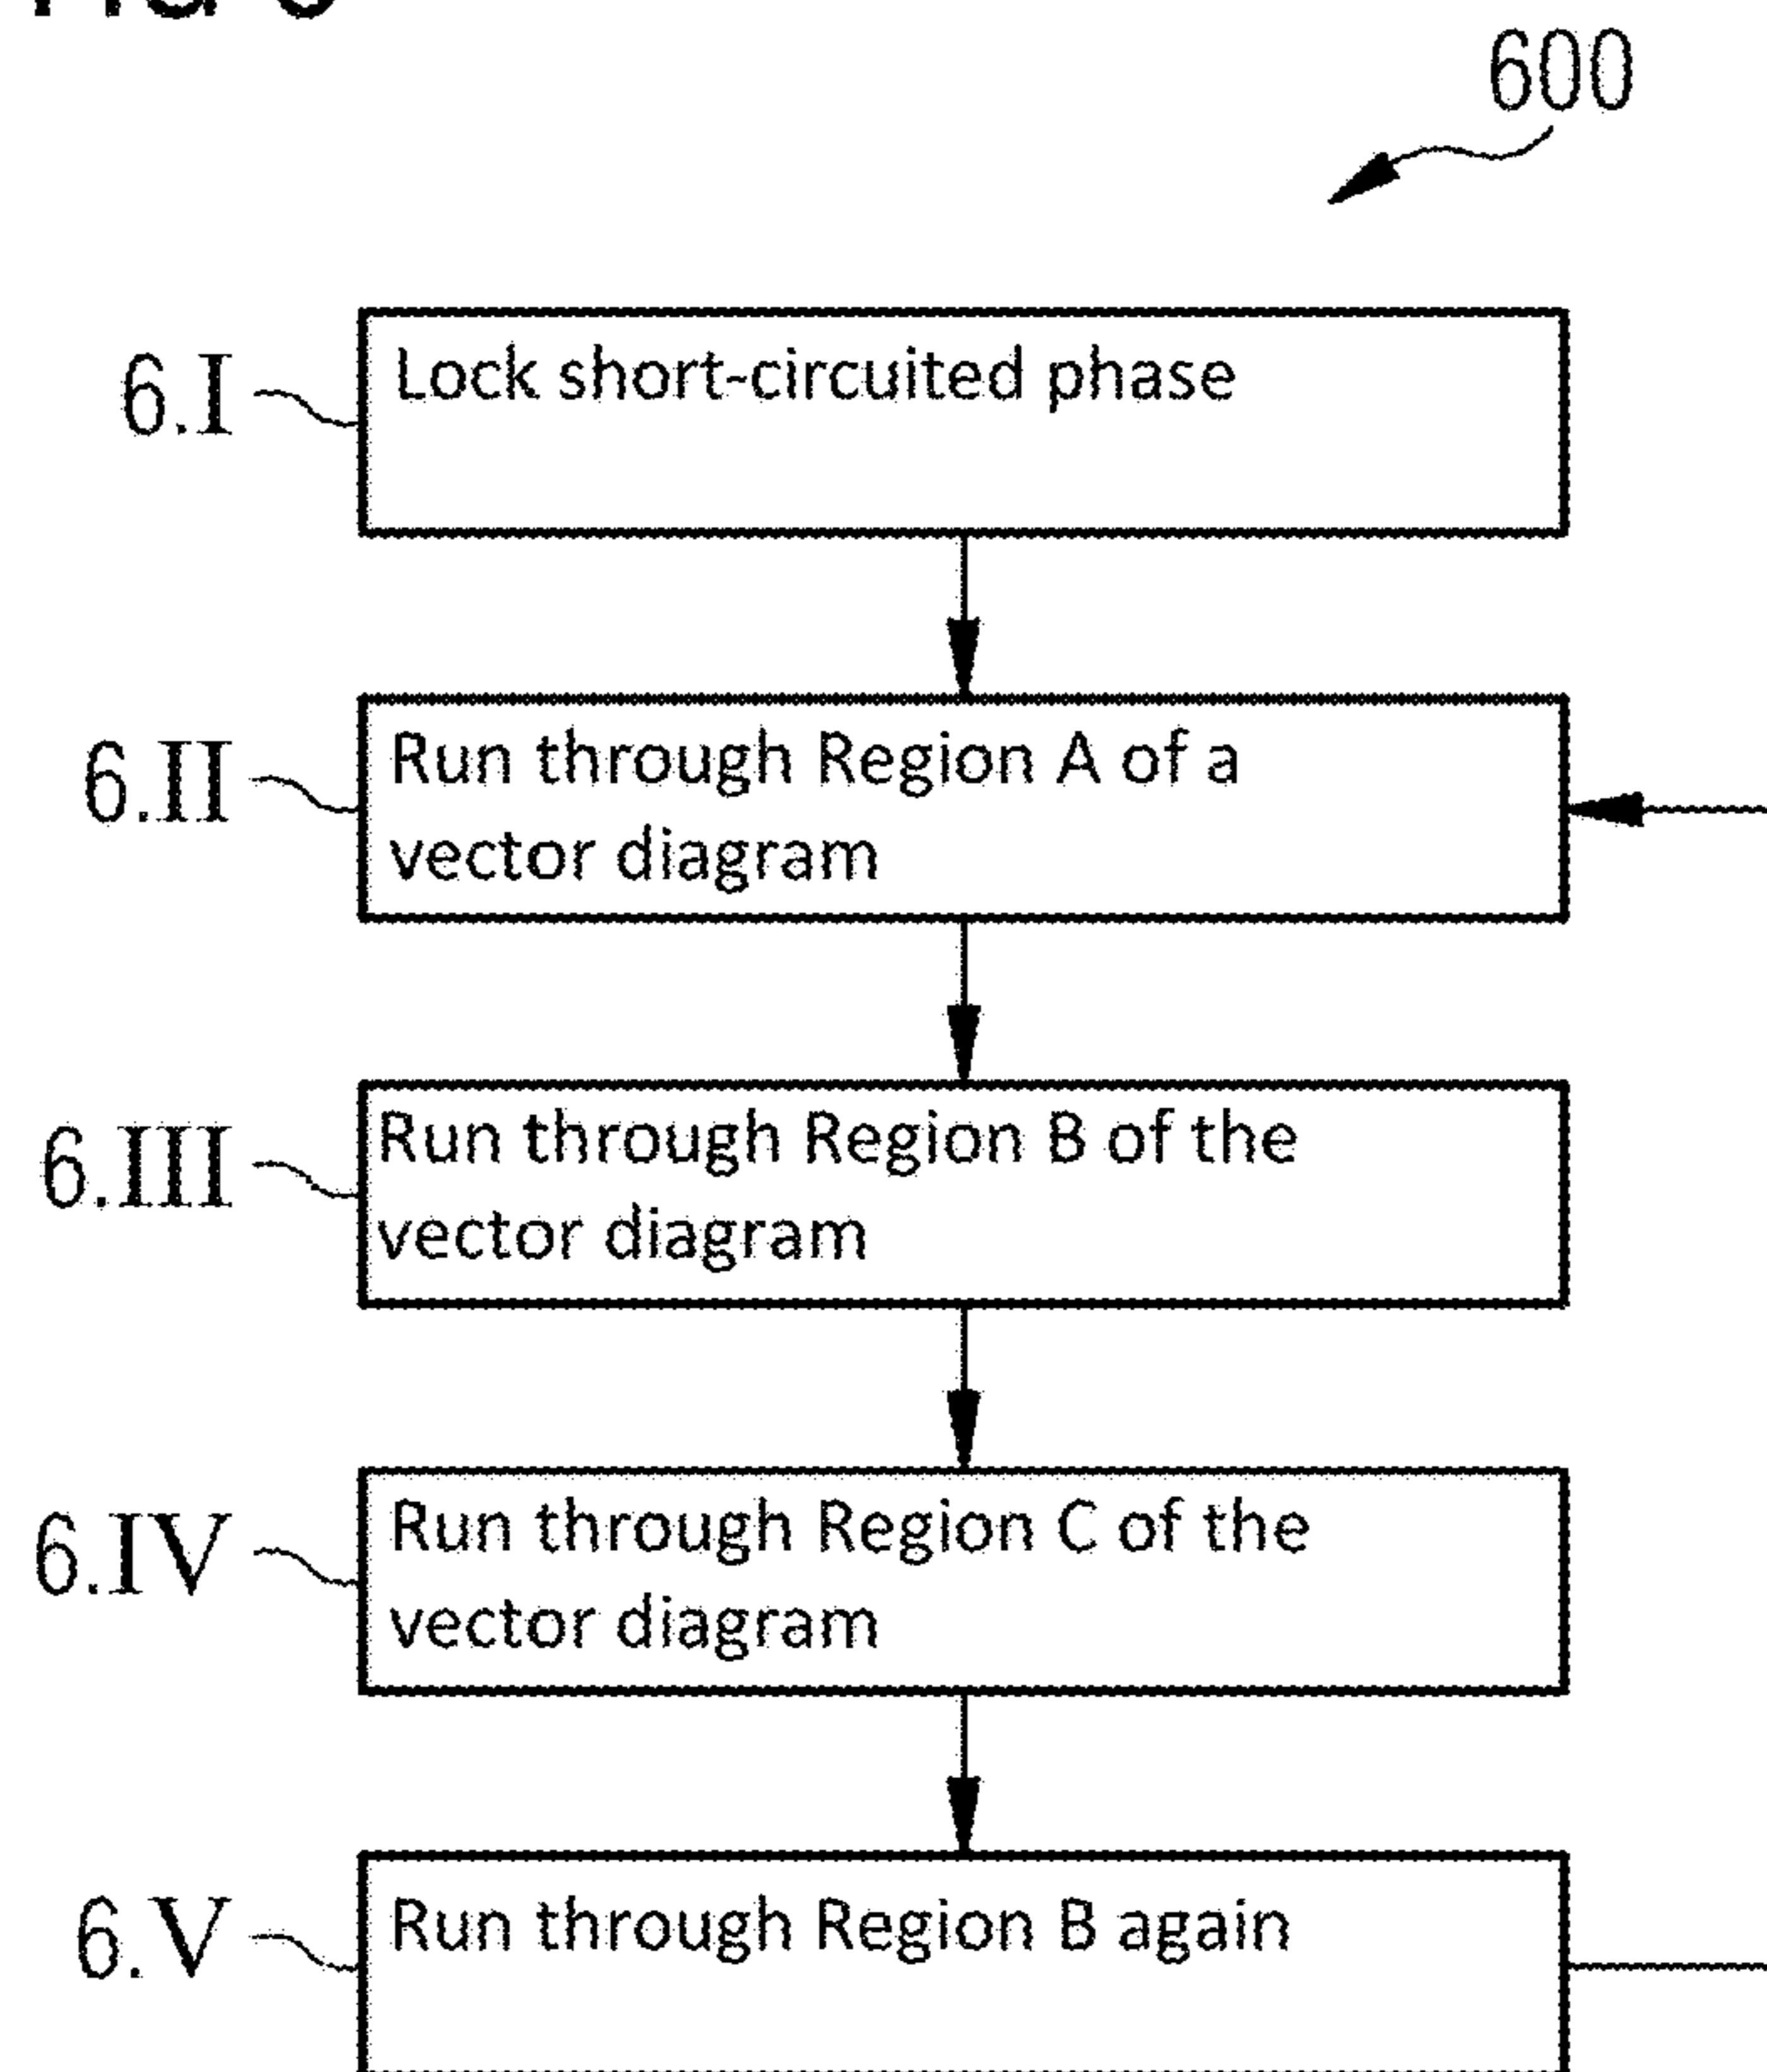 600
6.I
Lock short-circuited phase
6.II
Run through Region A of a
vector diagram
6.III
Run through Region B of the
vector diagram
6.IV
Run through Region C of the
vector diagram
6.V
Run through Region B again